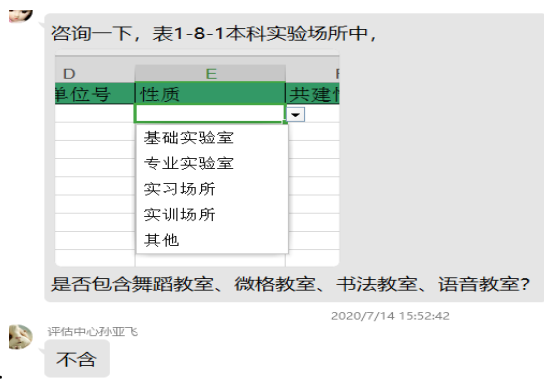 咨询一下，表1-8-1本科实验场所中，
D E
单位号 性质 共建
基础实验室
专业实验室
实习场所
实训场所
其他
是否包含舞蹈教室、微格教室、书法教室、语音教室？
2020/7/14 15:52:42
评估中心孙亚飞
不含